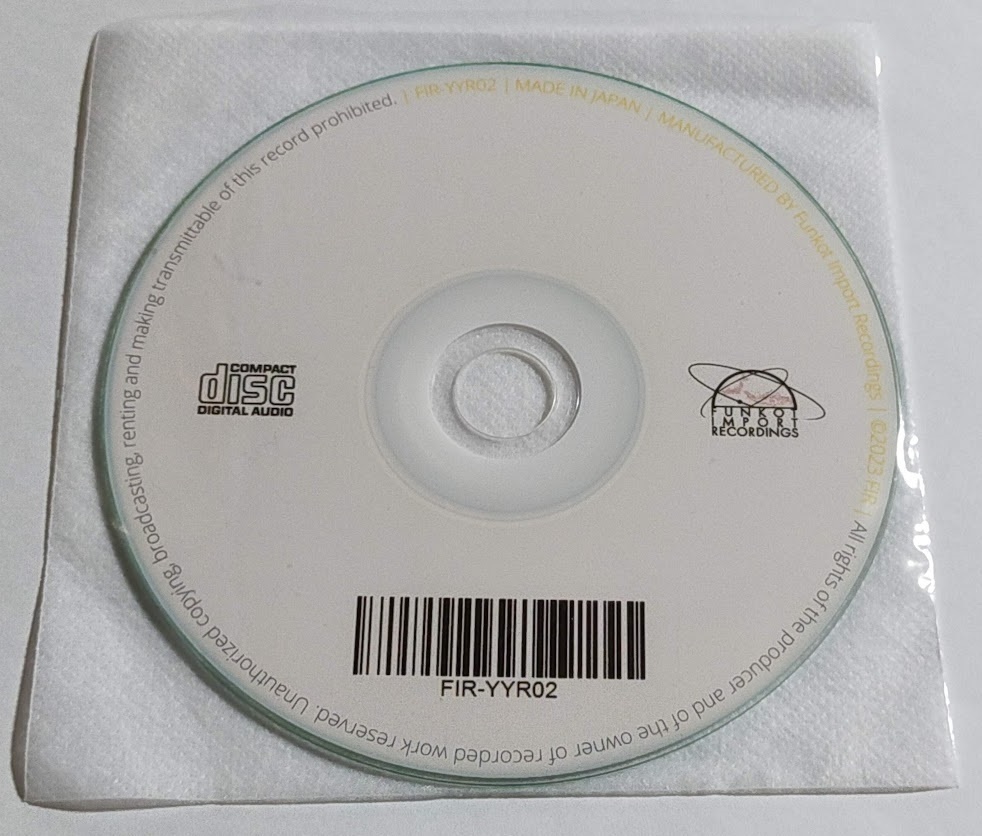 | FIR-YYR02 | MADE IN JAPAN | MANUFACTURED BY Funkot Import Recordings | ©2023 FIR | All rights of the producer and of the owner of recorded work reserved. Unauthorized copying, broadcasting, renting and making transmittable of this record prohibited.
COMPACT
disc
DIGITAL AUDIO
FUNKOT
IMPORT
RECORDINGS
FIR-YYR02